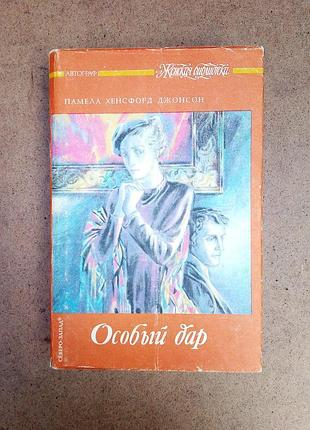 АВТОГРАФ
Женская библиотека
ПАМЕЛА ХЕНСФОРД ДЖОНСОН
Особый дар
СЕВЕРО-ЗАПАД®